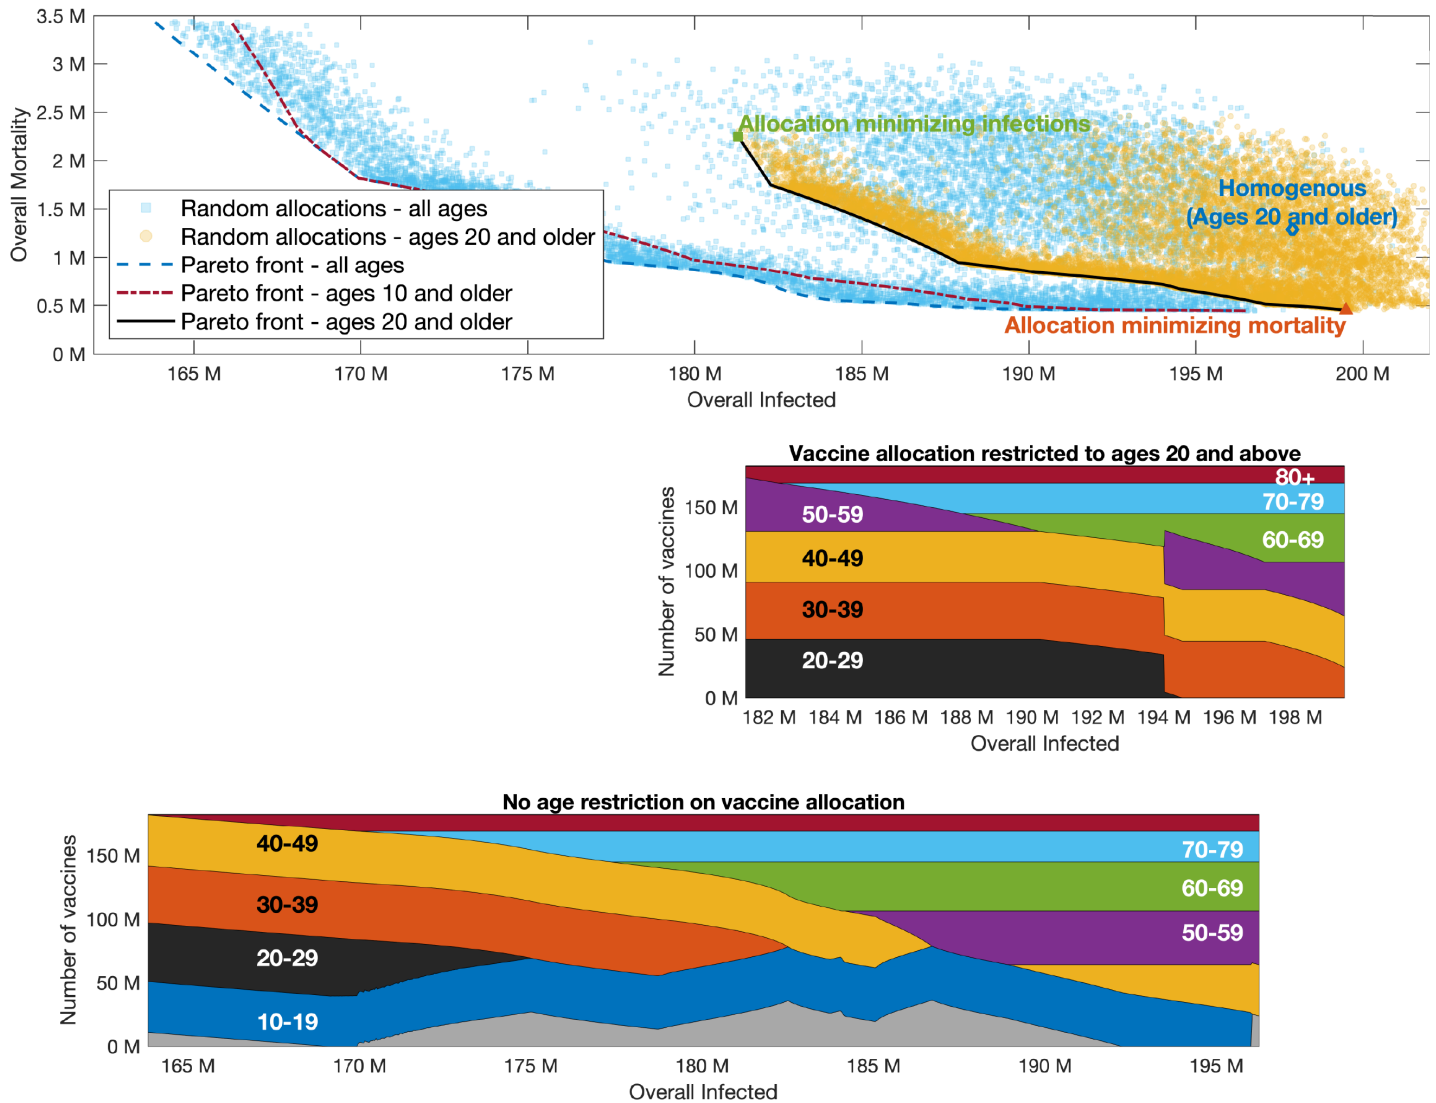 3.5 M
3 M
2.5 M
2 M
1.5 M
1 M
0.5 M
0 M
Overall Mortality
Allocation minimizing infections
Homogenous
(Ages 20 and older)
Allocation minimizing mortality
Random allocations - all ages
Random allocations - ages 20 and older
Pareto front - all ages
Pareto front - ages 10 and older
Pareto front - ages 20 and older
165 M 170 M 175 M 180 M 185 M 190 M 195 M 200 M
Overall Infected
Vaccine allocation restricted to ages 20 and above
150 M
100 M
50 M
0 M
Number of vaccines
80+
70-79
60-69
50-59
40-49
30-39
20-29
182 M 184 M 186 M 188 M 190 M 192 M 194 M 196 M 198 M
Overall Infected
No age restriction on vaccine allocation
150 M
100 M
50 M
0 M
Number of vaccines
40-49
30-39
20-29
10-19
70-79
60-69
50-59
165 M 170 M 175 M 180 M 185 M 190 M 195 M
Overall Infected